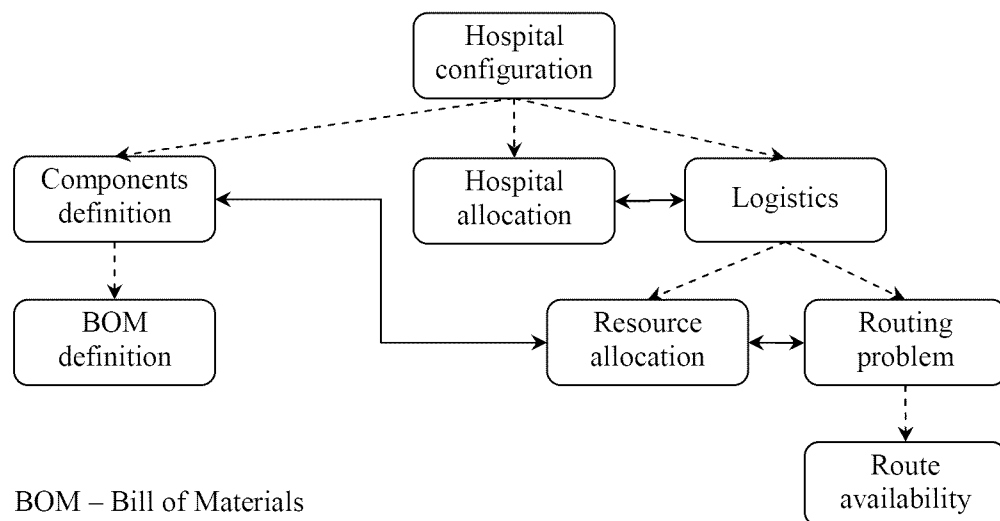 Hospital
configuration
Components
definition
Hospital
allocation
Logistics
BOM
definition
Resource
allocation
Routing
problem
Route
availability
BOM – Bill of Materials